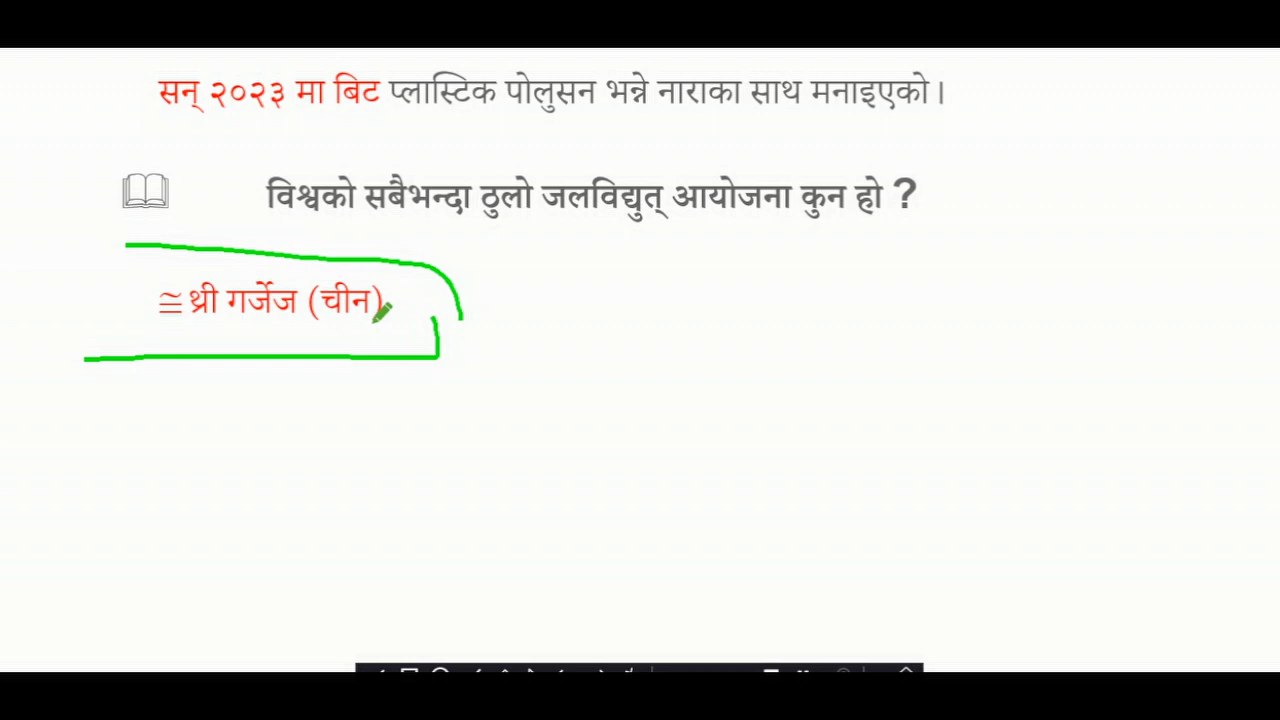 सन् २०२३ मा बिट प्लास्टिक पोलुसन भन्ने नाराका साथ मनाइएको।
विश्वको सबैभन्दा ठुलो जलविद्युत् आयोजना कुन हो ?
≅ थ्री गर्जेज (चीन)